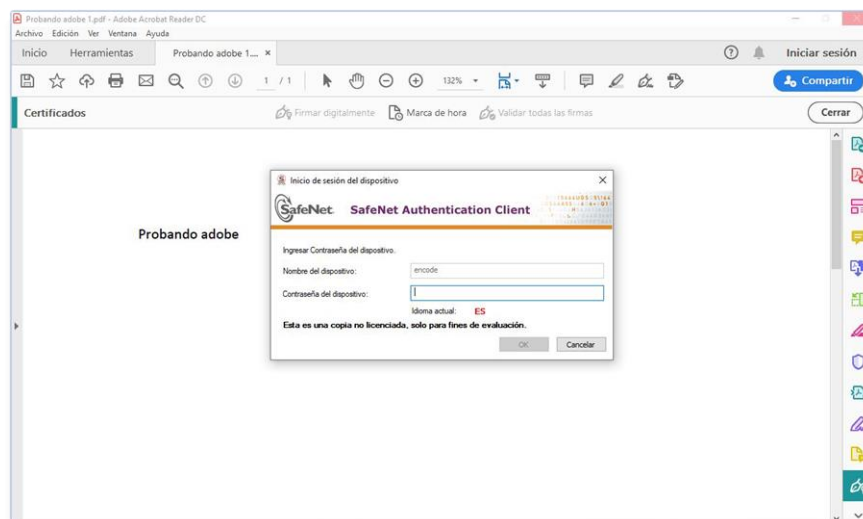 Probando adobe 1.pdf - Adobe Acrobat Reader DC
Archivo Edición Ver Ventana Ayuda
Inicio Herramientas Probando adobe 1.... × Iniciar sesión
1 / 1 132% Compartir
Certificados Firmar digitalmente Marca de hora Validar todas las firmas Cerrar
Inicio de sesión del dispositivo
SafeNet SafeNet Authentication Client
Probando adobe
Ingresar Contraseña del dispositivo.
Nombre del dispositivo: encode
Contraseña del dispositivo:
Idioma actual: ES
Esta es una copia no licenciada, solo para fines de evaluación.
OK Cancelar